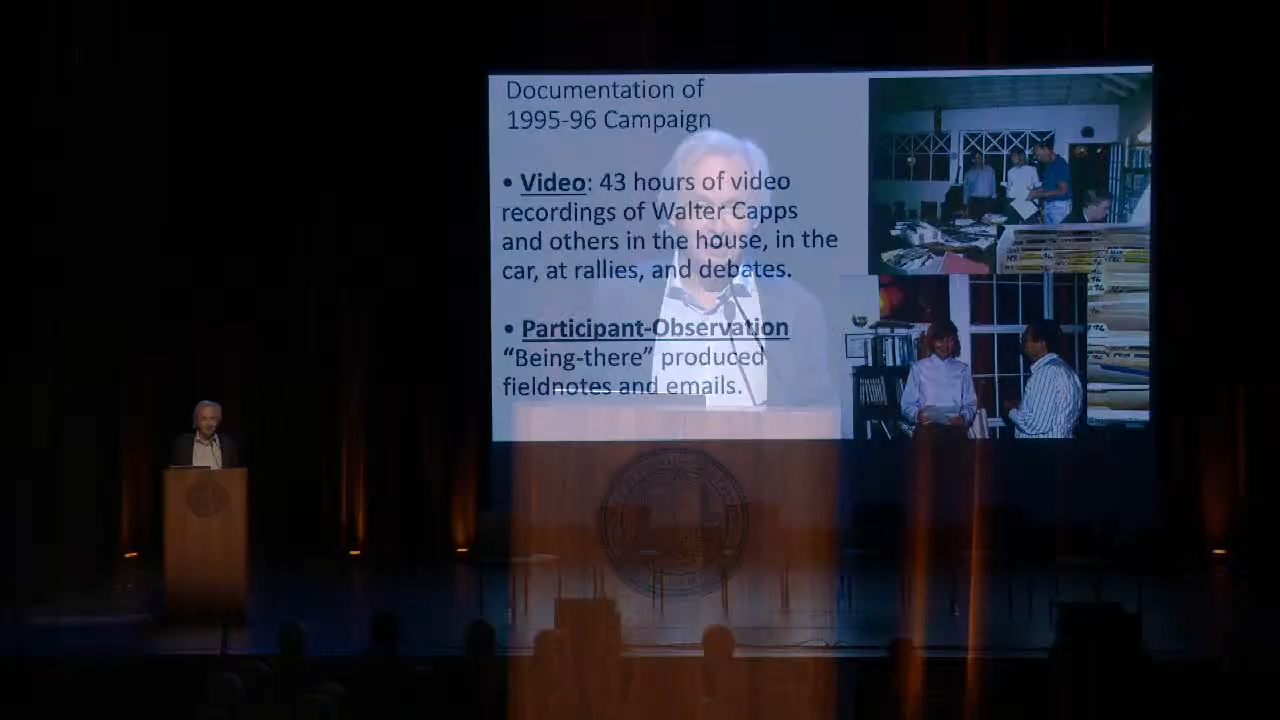 Documentation of
1995-96 Campaign
• Video: 43 hours of video
recordings of Walter Capps
and others in the house, in the
car, at rallies, and debates.
• Participant-Observation
“Being-there” produced
fieldnotes and emails.